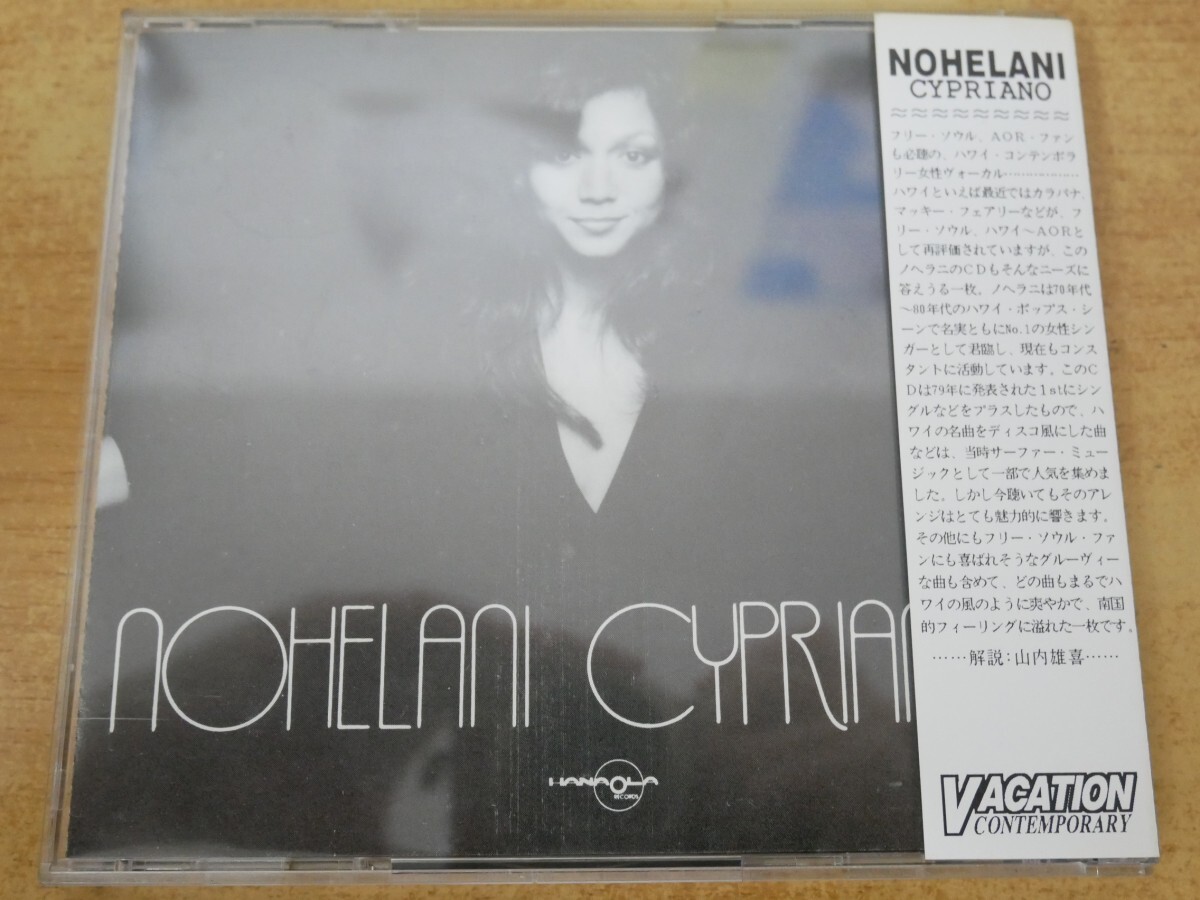 NOHELANI
CYPRIANO
≈≈≈≈≈≈≈≈≈
フリー・ソウル、AOR・ファン
も必聴の、ハワイ・コンテンポラ
リー女性ヴォーカル………………
ハワイといえば最近ではカラパナ、
マッキー・フェアリーなどが、フ
リー・ソウル、ハワイ～AORと
して再評価されていますが、この
ノヘラニのCDもそんなニーズに
答えうる一枚。ノヘラニは70年代
～80年代のハワイ・ポップス・シ
ーンで名実ともにNo.1の女性シン
ガーとして君臨し、現在もコンス
タントに活動しています。このC
Dは79年に発表された1stにシン
グルなどをプラスしたもので、ハ
ワイの名曲をディスコ風にした曲
などは、当時サーファー・ミュー
ジックとして一部で人気を集めま
した。しかし今聴いてもそのアレ
ンジはとても魅力的に響きます。
その他にもフリー・ソウル・ファ
ンにも喜ばれそうなグルーヴィー
な曲も含めて、どの曲もまるでハ
ワイの風のように爽やかで、南国
的フィーリングに溢れた一枚です。
……解説：山内雄喜……
VACATION
CONTEMPORARY
NOHELANI CYPRIAN
HANAOLA
RECORDS